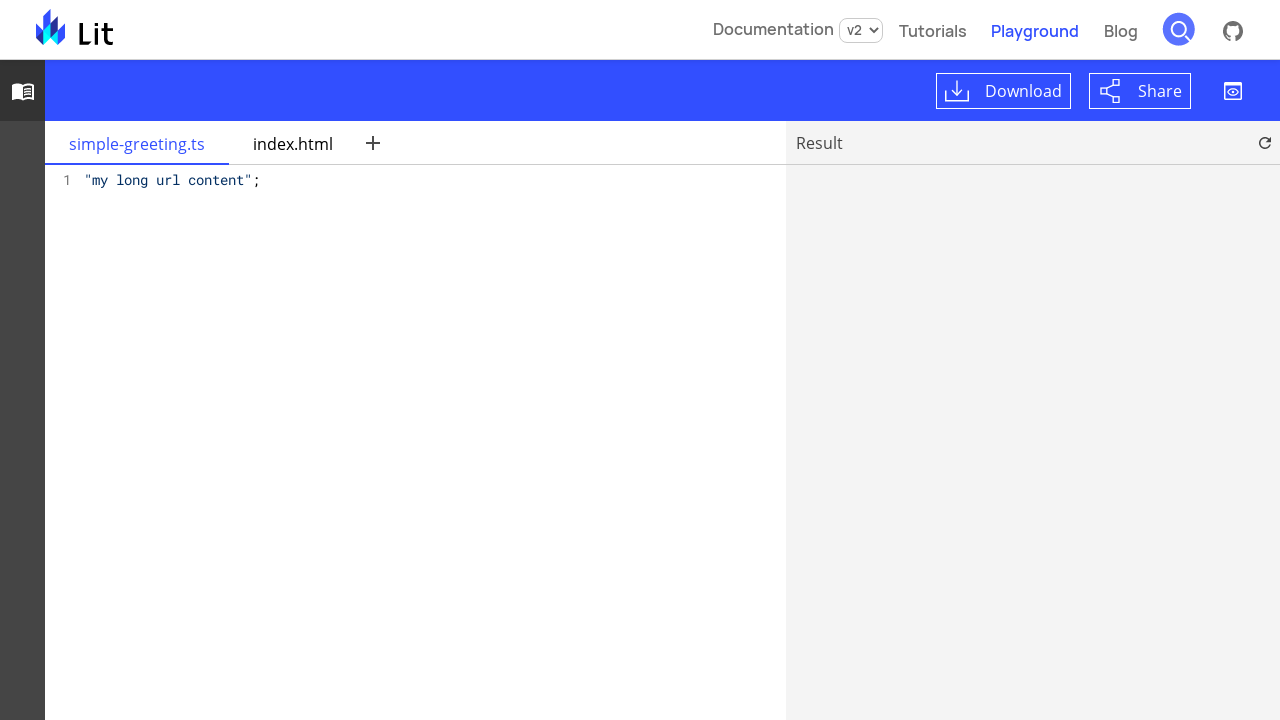 Lit
Documentation v2 Tutorials Playground Blog
Download Share
simple-greeting.ts index.html
Result
1 "my long url content";